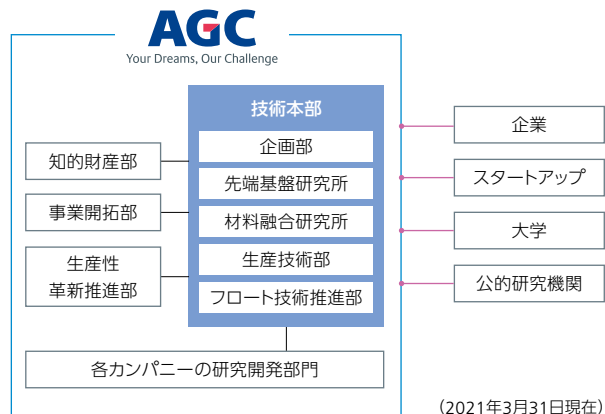 AGC
Your Dreams, Our Challenge
技術本部
企画部
先端基盤研究所
材料融合研究所
生産技術部
フロート技術推進部
知的財産部
事業開拓部
生産性
革新推進部
各カンパニーの研究開発部門
企業
スタートアップ
大学
公的研究機関
(2021年3月31日現在)